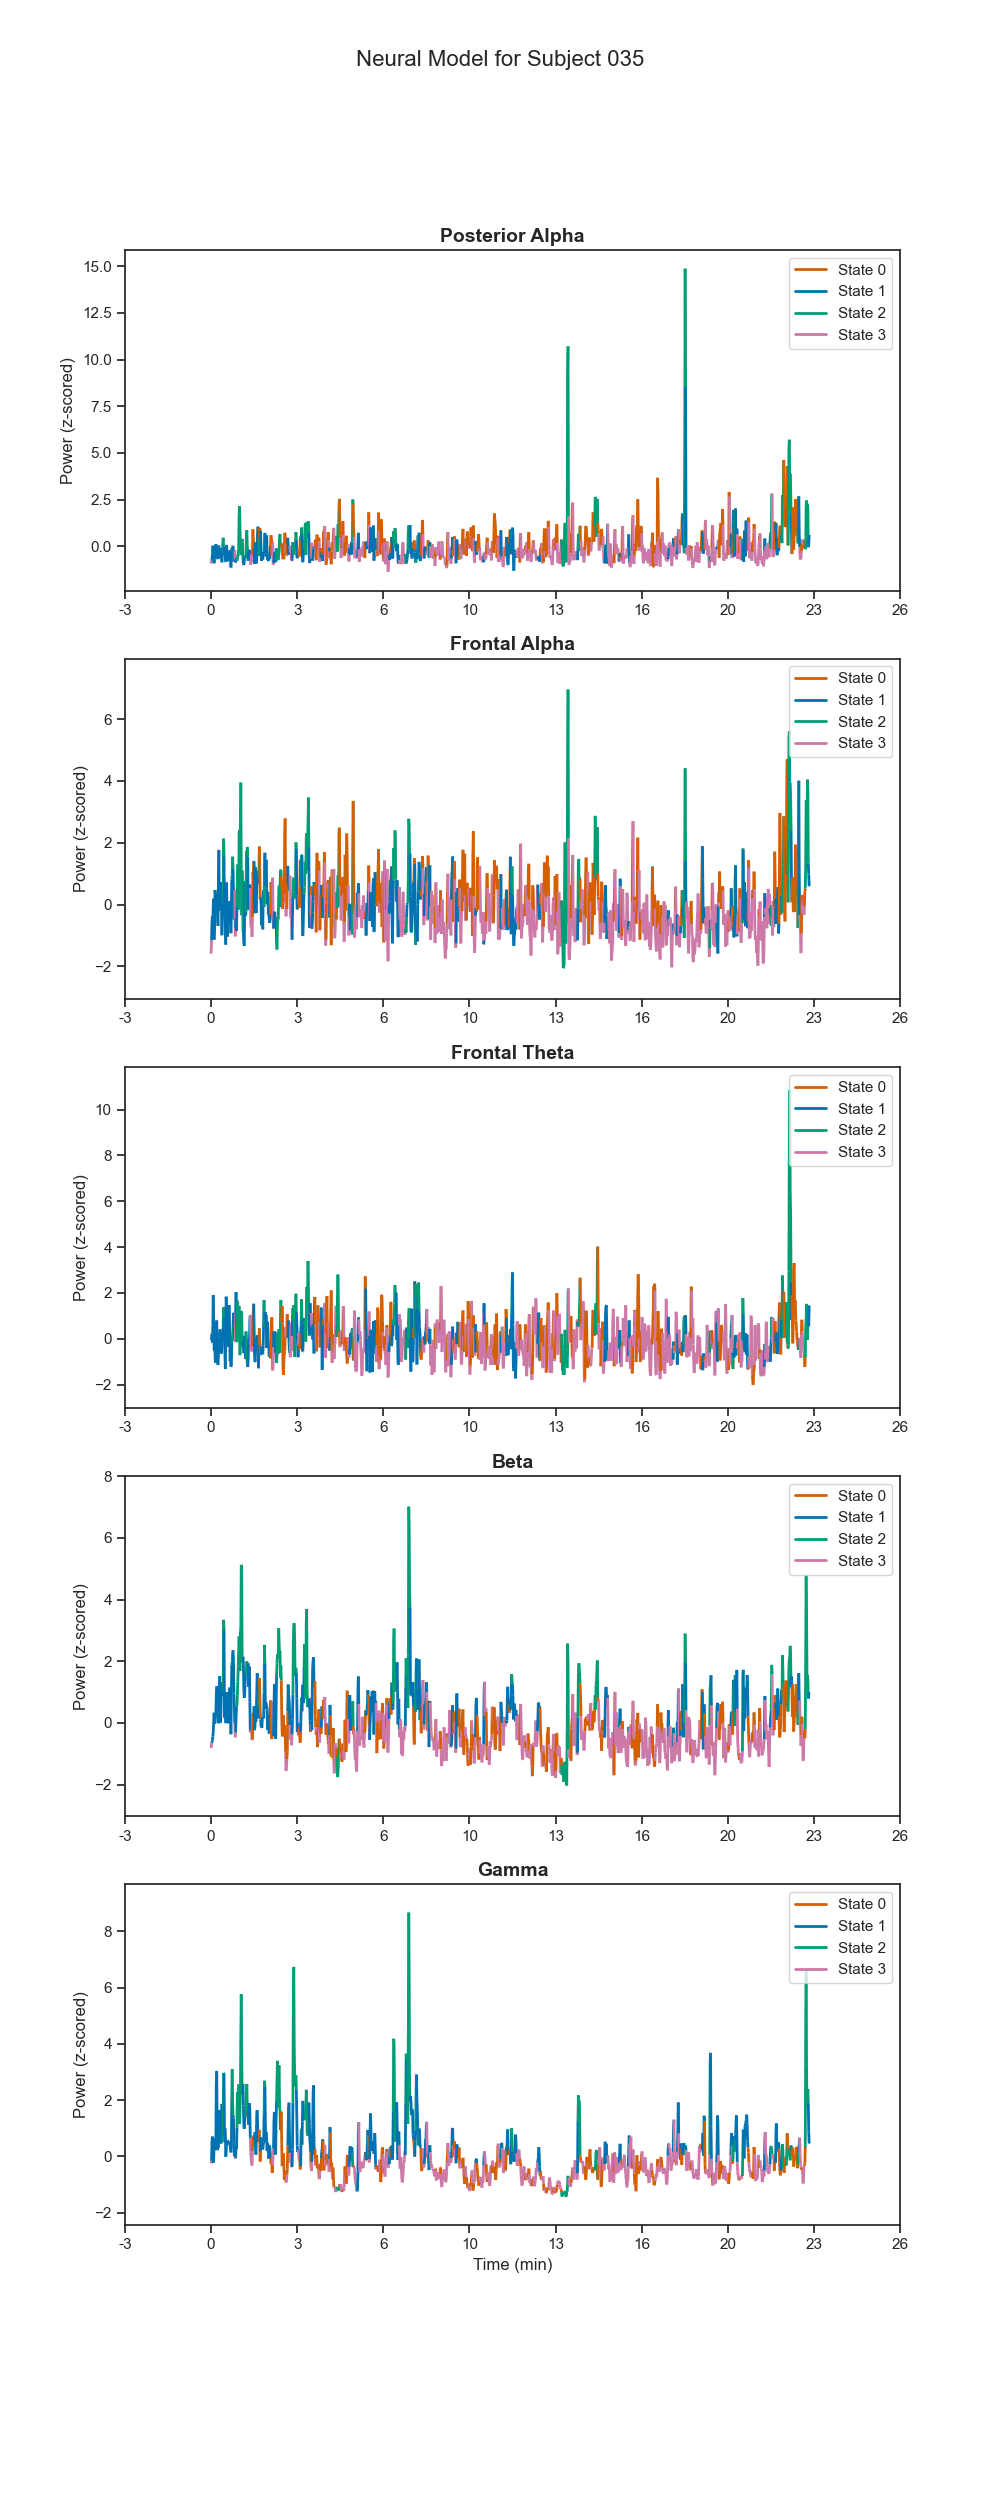 Neural Model for Subject 035
Posterior Alpha
15.0
12.5
10.0
7.5
5.0
2.5
0.0
Power (z-scored)
State 0
State 1
State 2
State 3
-3 0 3 6 10 13 16 20 23 26
Frontal Alpha
6
4
2
0
−2
Power (z-scored)
State 0
State 1
State 2
State 3
-3 0 3 6 10 13 16 20 23 26
Frontal Theta
10
8
6
4
2
0
−2
Power (z-scored)
State 0
State 1
State 2
State 3
-3 0 3 6 10 13 16 20 23 26
Beta
8
6
4
2
0
−2
Power (z-scored)
State 0
State 1
State 2
State 3
-3 0 3 6 10 13 16 20 23 26
Gamma
8
6
4
2
0
−2
Power (z-scored)
State 0
State 1
State 2
State 3
-3 0 3 6 10 13 16 20 23 26
Time (min)